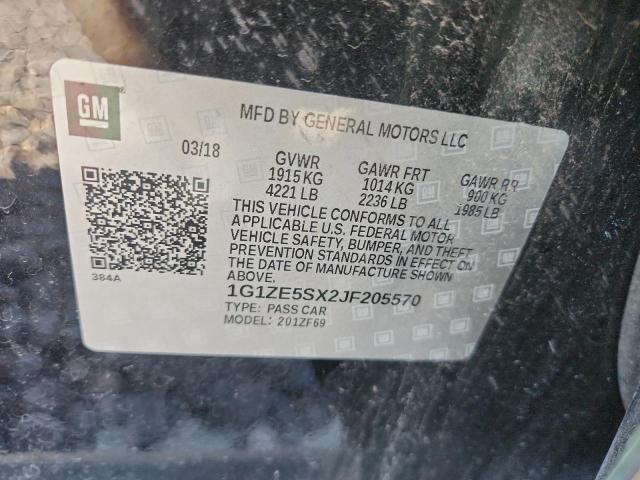 GM
MFD BY GENERAL MOTORS LLC
03/18
GVWR
1915 KG
4221 LB
GAWR FRT
1014 KG
2236 LB
GAWR RR
900 KG
1985 LB
THIS VEHICLE CONFORMS TO ALL
APPLICABLE U.S. FEDERAL MOTOR
VEHICLE SAFETY, BUMPER, AND THEFT
PREVENTION STANDARDS IN EFFECT ON
THE DATE OF MANUFACTURE SHOWN
ABOVE.
384A
1G1ZE5SX2JF205570
TYPE: PASS CAR
MODEL: 201ZF69